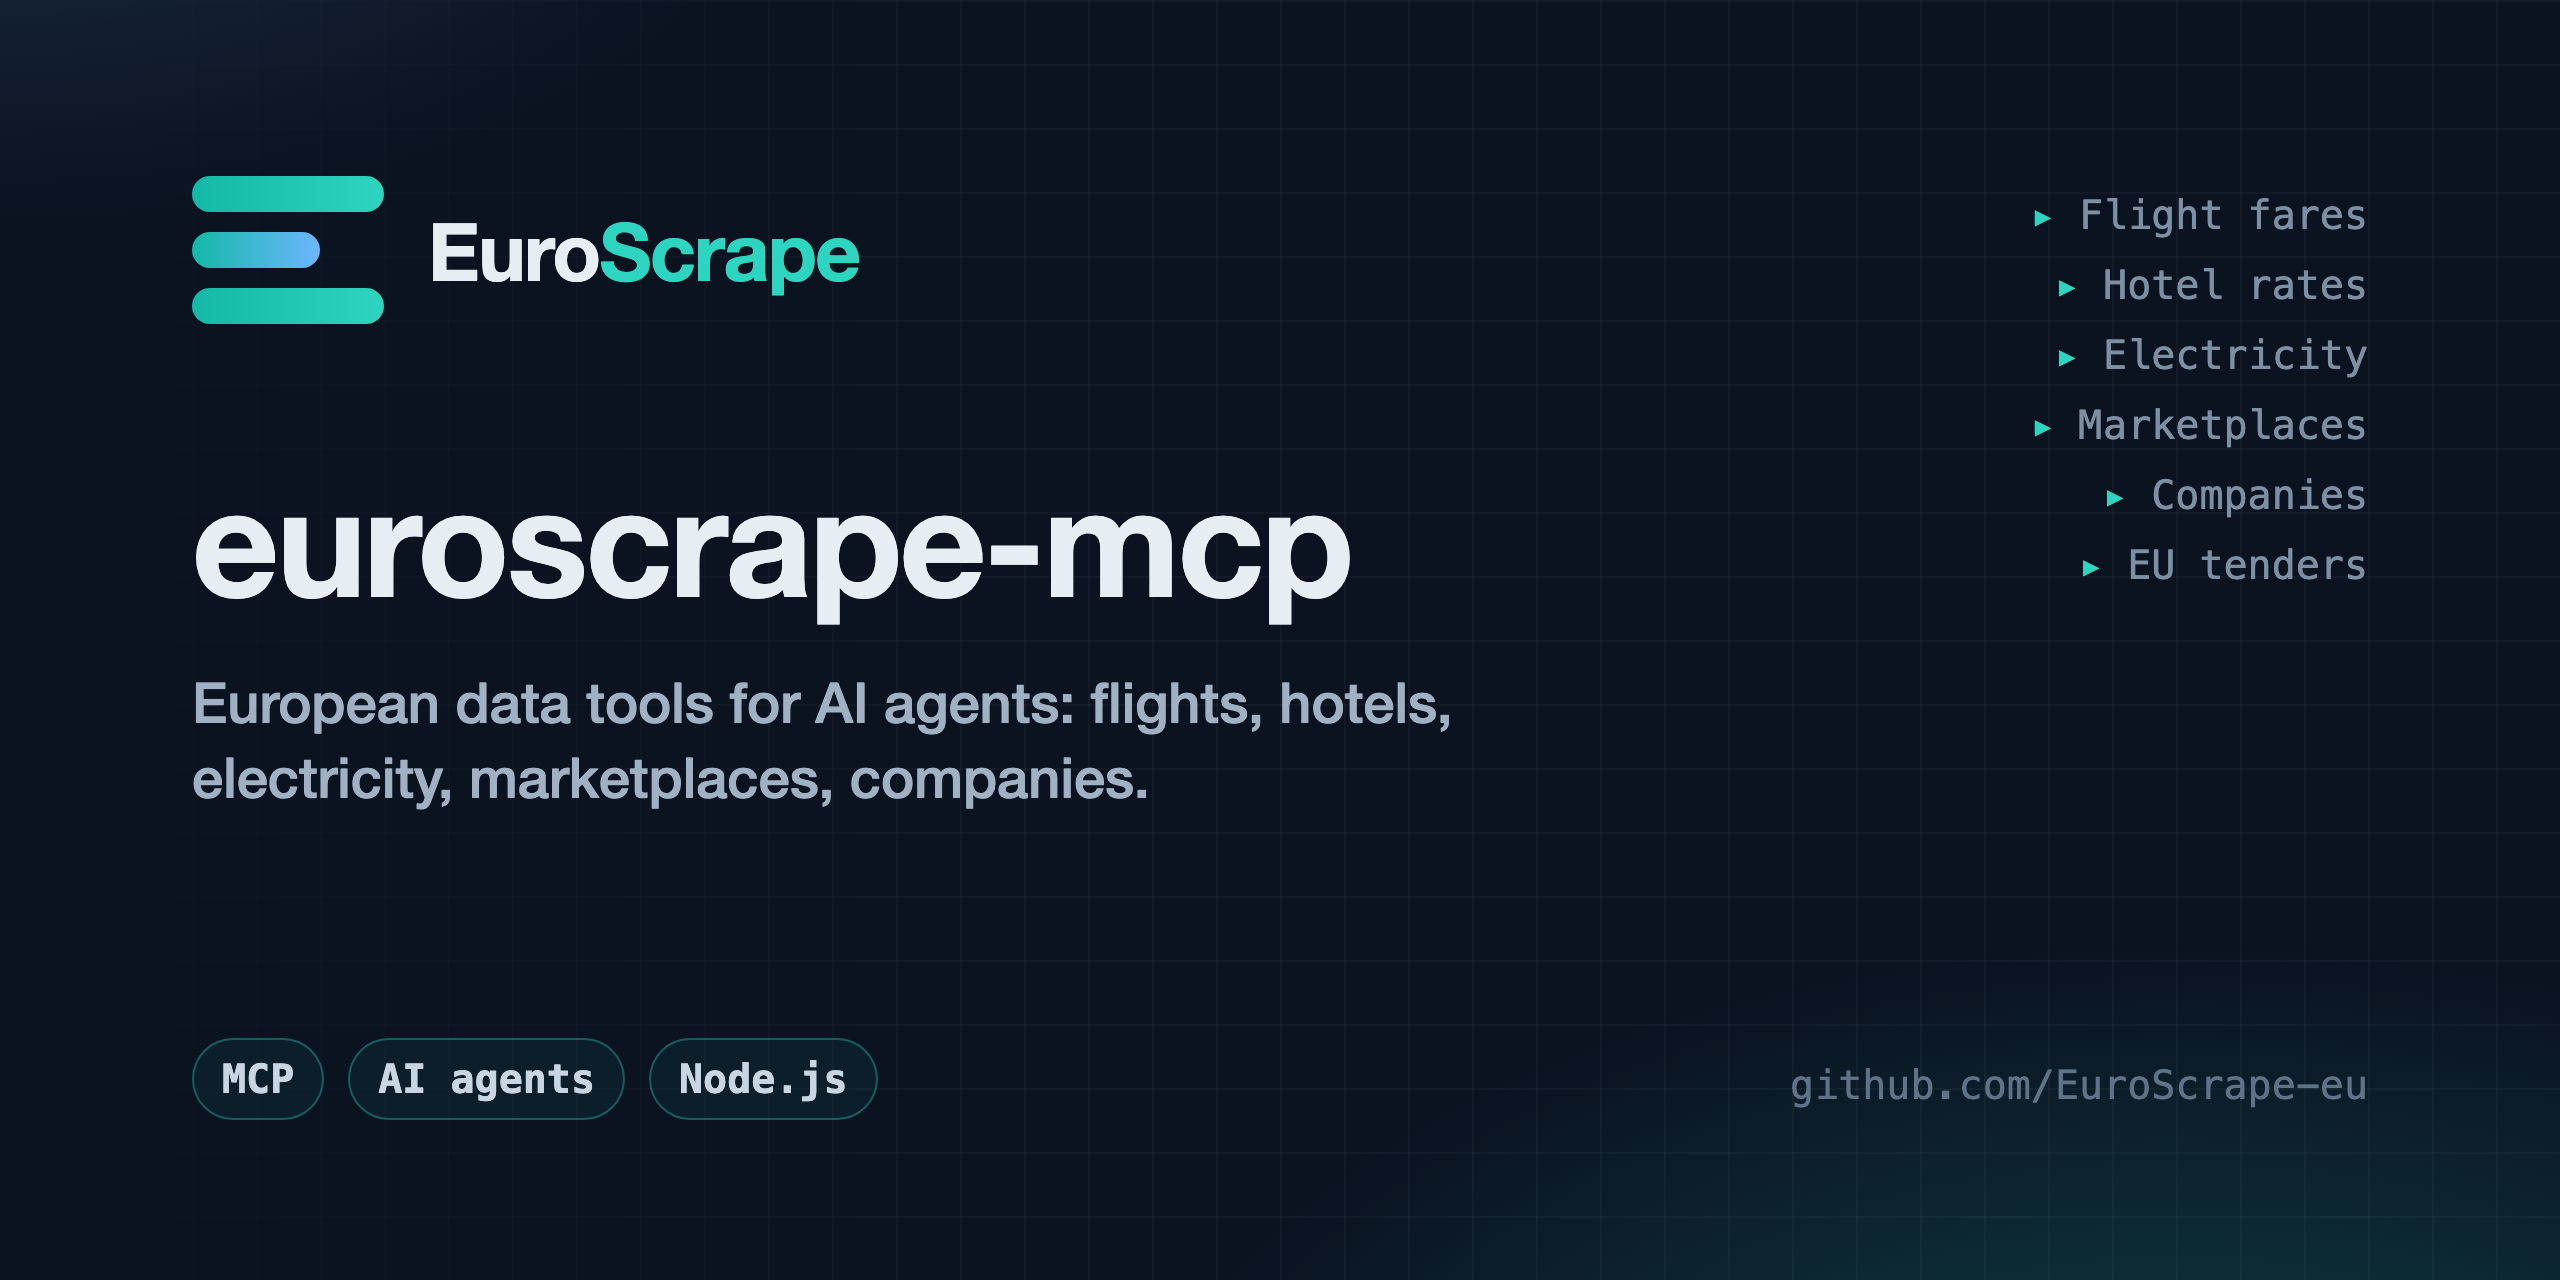 EuroScrape
euroscrape-mcp
European data tools for AI agents: flights, hotels,
electricity, marketplaces, companies.
▸ Flight fares
▸ Hotel rates
▸ Electricity
▸ Marketplaces
▸ Companies
▸ EU tenders
MCP
AI agents
Node.js
github.com/EuroScrape-eu